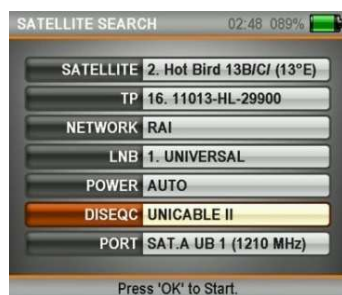 SATELLITE SEARCH 02:48 089%
SATELLITE 2. Hot Bird 13B/C/ (13°E)
TP 16. 11013-HL-29900
NETWORK RAI
LNB 1. UNIVERSAL
POWER AUTO
DISEQC UNICABLE II
PORT SAT.A UB 1 (1210 MHz)
Press 'OK' to Start.